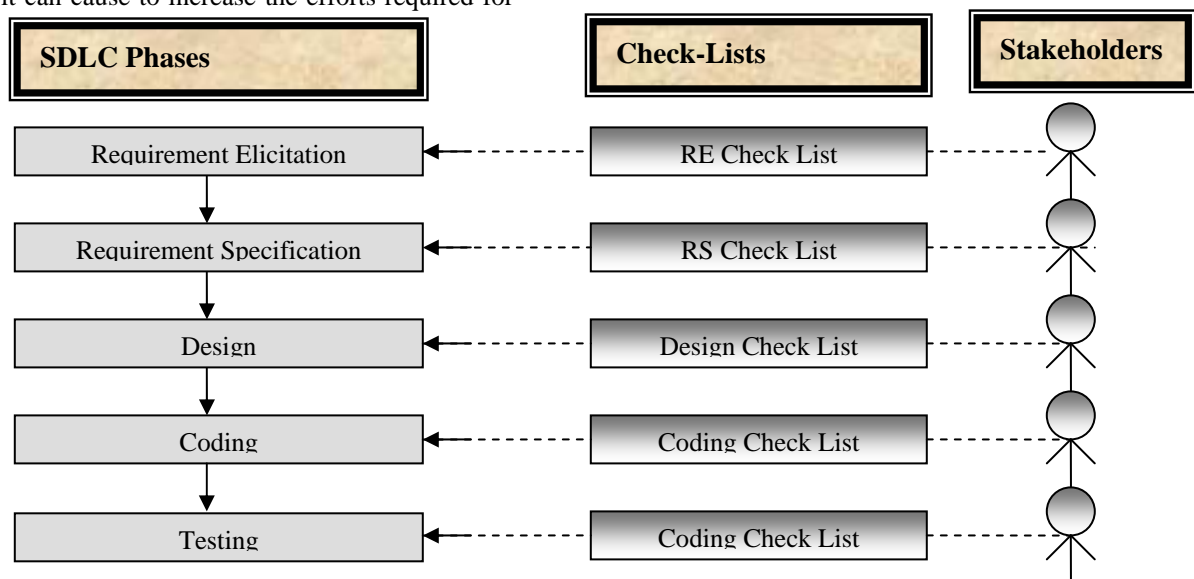 it can cause to increase the efforts required for
SDLC Phases
Check-Lists
Stakeholders
Requirement Elicitation
RE Check List
Requirement Specification
RS Check List
Design
Design Check List
Coding
Coding Check List
Testing
Coding Check List